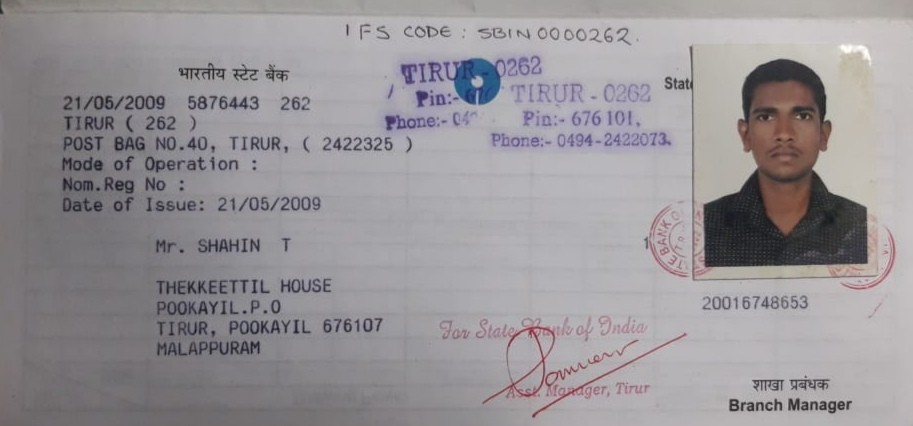 IFS CODE : SBIN0000262.
भारतीय स्टेट बैंक
State
TIRUR - 0262
Pin:- 67
Phone:- 04
TIRUR - 0262
Pin:- 676 101,
Phone:- 0494-2422073.
21/05/2009 5876443 262
TIRUR ( 262 )
POST BAG NO.40, TIRUR, ( 2422325 )
Mode of Operation :
Nom.Reg No :
Date of Issue: 21/05/2009
Mr. SHAHIN T
1
THEKKEETTIL HOUSE
POOKAYIL.P.O
TIRUR, POOKAYIL 676107
MALAPPURAM
20016748653
For State Bank of India
Asst. Manager, Tirur
शाखा प्रबंधक
Branch Manager